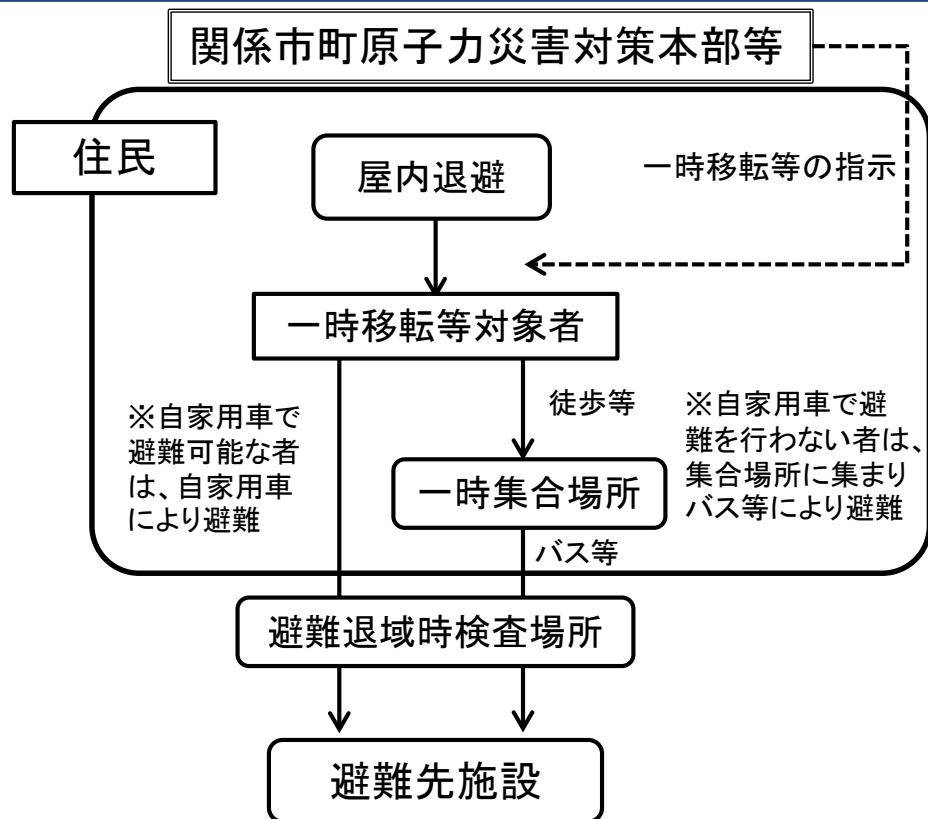 関係市町原子力災害対策本部等
住民
屋内退避
一時移転等の指示
一時移転等対象者
※自家用車で
避難可能な者
は、自家用車
により避難
徒歩等
※自家用車で避
難を行わない者は、
集合場所に集まり
バス等により避難
一時集合場所
バス等
避難退域時検査場所
避難先施設